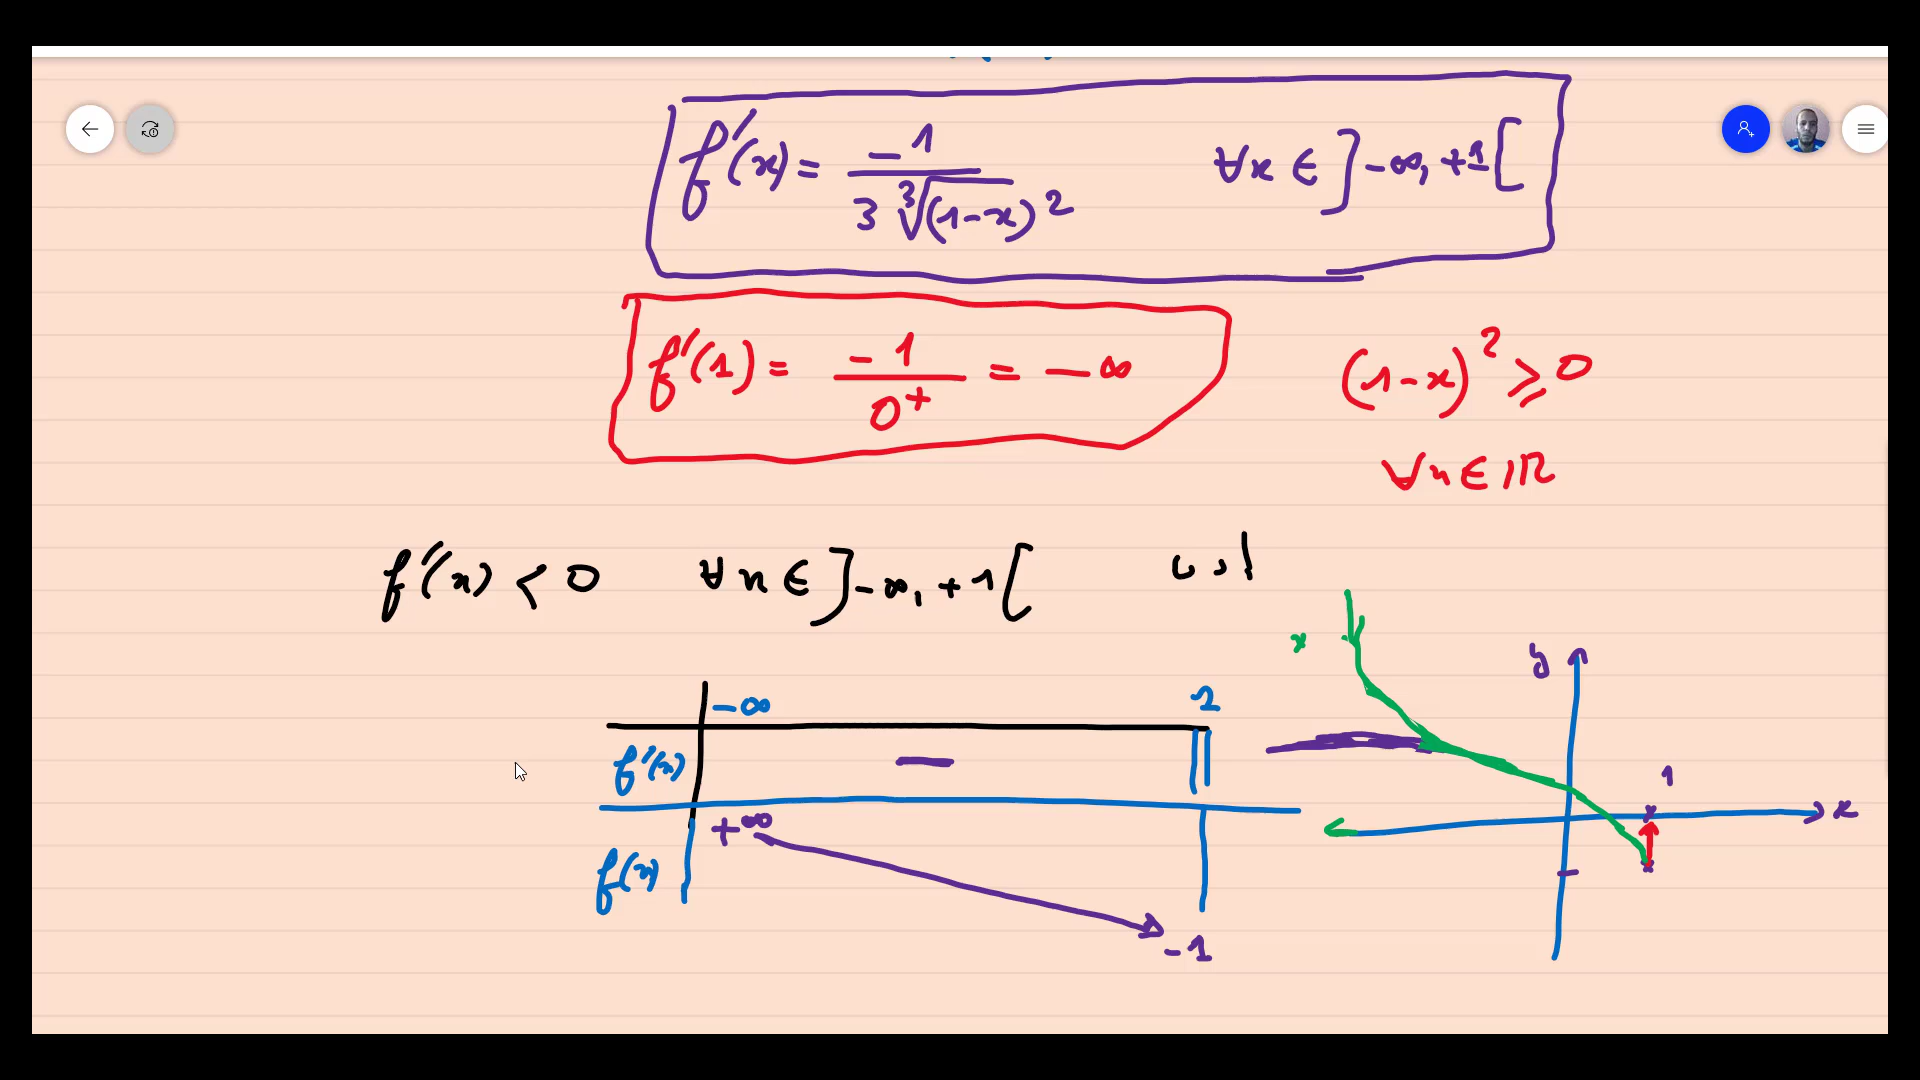 f'(x) = -1 / 3 ∛(1-x)² ∀x ∈ ]-∞, +1[
f'(1) = -1 / 0⁺ = -∞
(1-x)² ≥ 0
∀x ∈ ℝ
f'(x) < 0 ∀x ∈ ]-∞, +1[
-∞ 1
f'(x) -
f(x) +∞ -1
x
y
1
x